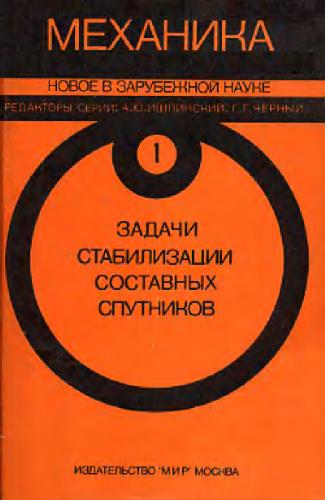 МЕХАНИКА
НОВОЕ В ЗАРУБЕЖНОЙ НАУКЕ
РЕДАКТОРЫ СЕРИИ: А.Ю.ИШЛИНСКИЙ, Г.Г.ЧЕРНЫЙ
1
ЗАДАЧИ
СТАБИЛИЗАЦИИ
СОСТАВНЫХ
СПУТНИКОВ
ИЗДАТЕЛЬСТВО "МИР" МОСКВА